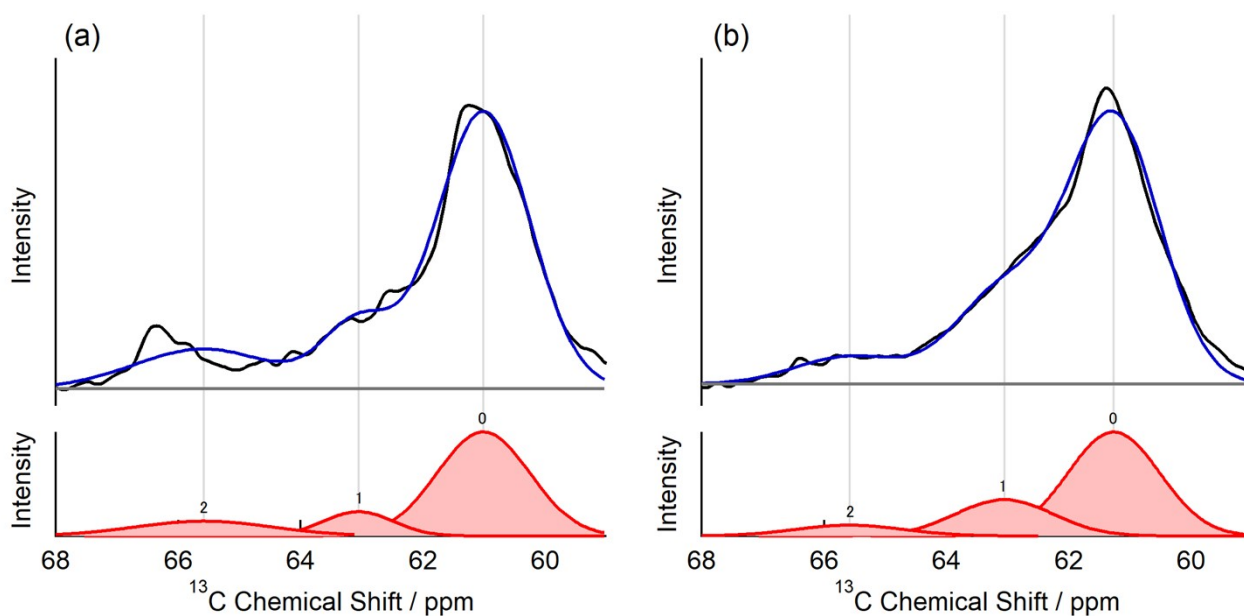 (a)
Intensity
0
1
2
Intensity
68 66 64 62 60
13C Chemical Shift / ppm
(b)
Intensity
0
1
2
Intensity
68 66 64 62 60
13C Chemical Shift / ppm